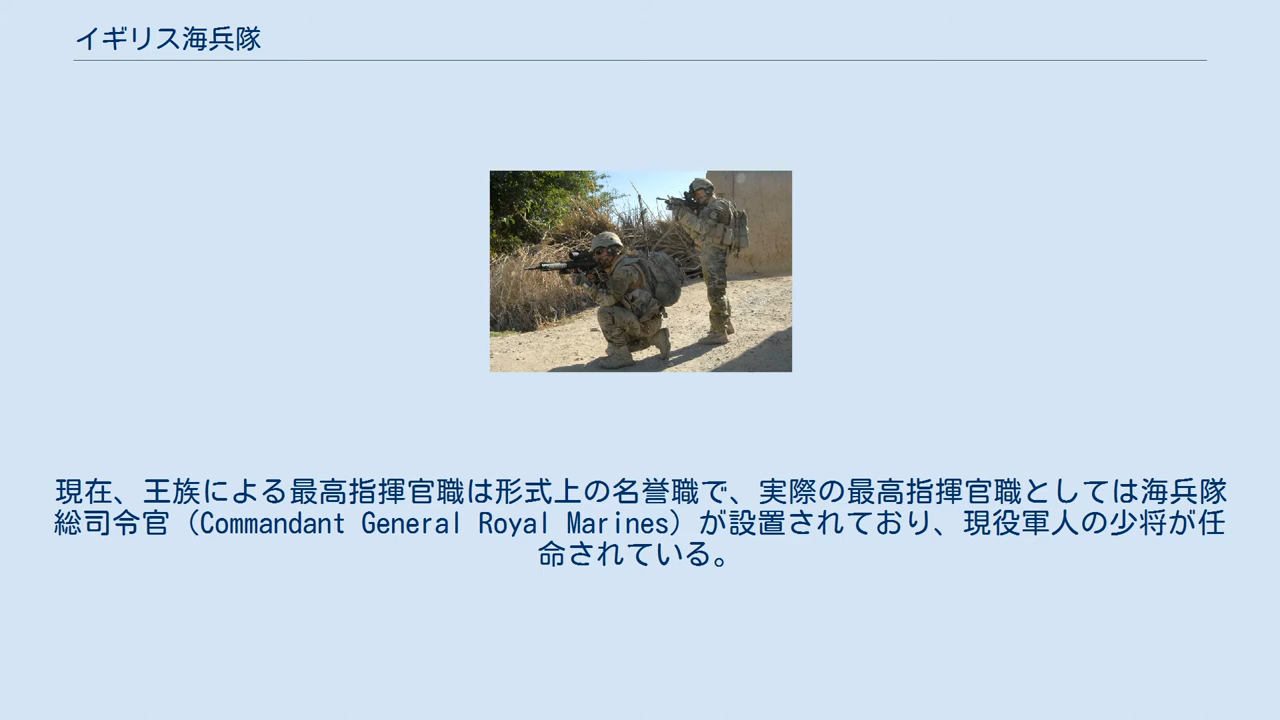 イギリス海兵隊
現在、王族による最高指揮官職は形式上の名誉職で、実際の最高指揮官職としては海兵隊
総司令官（Commandant General Royal Marines）が設置されており、現役軍人の少将が任
命されている。